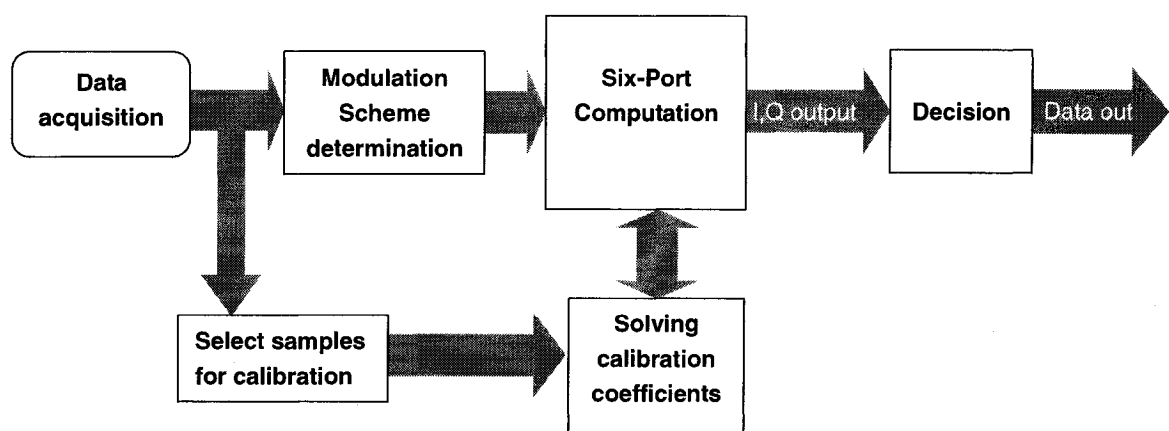 Data
acquisition
Modulation
Scheme
determination
Six-Port
Computation
I,Q output
Decision
Data out
Select samples
for calibration
Solving
calibration
coefficients